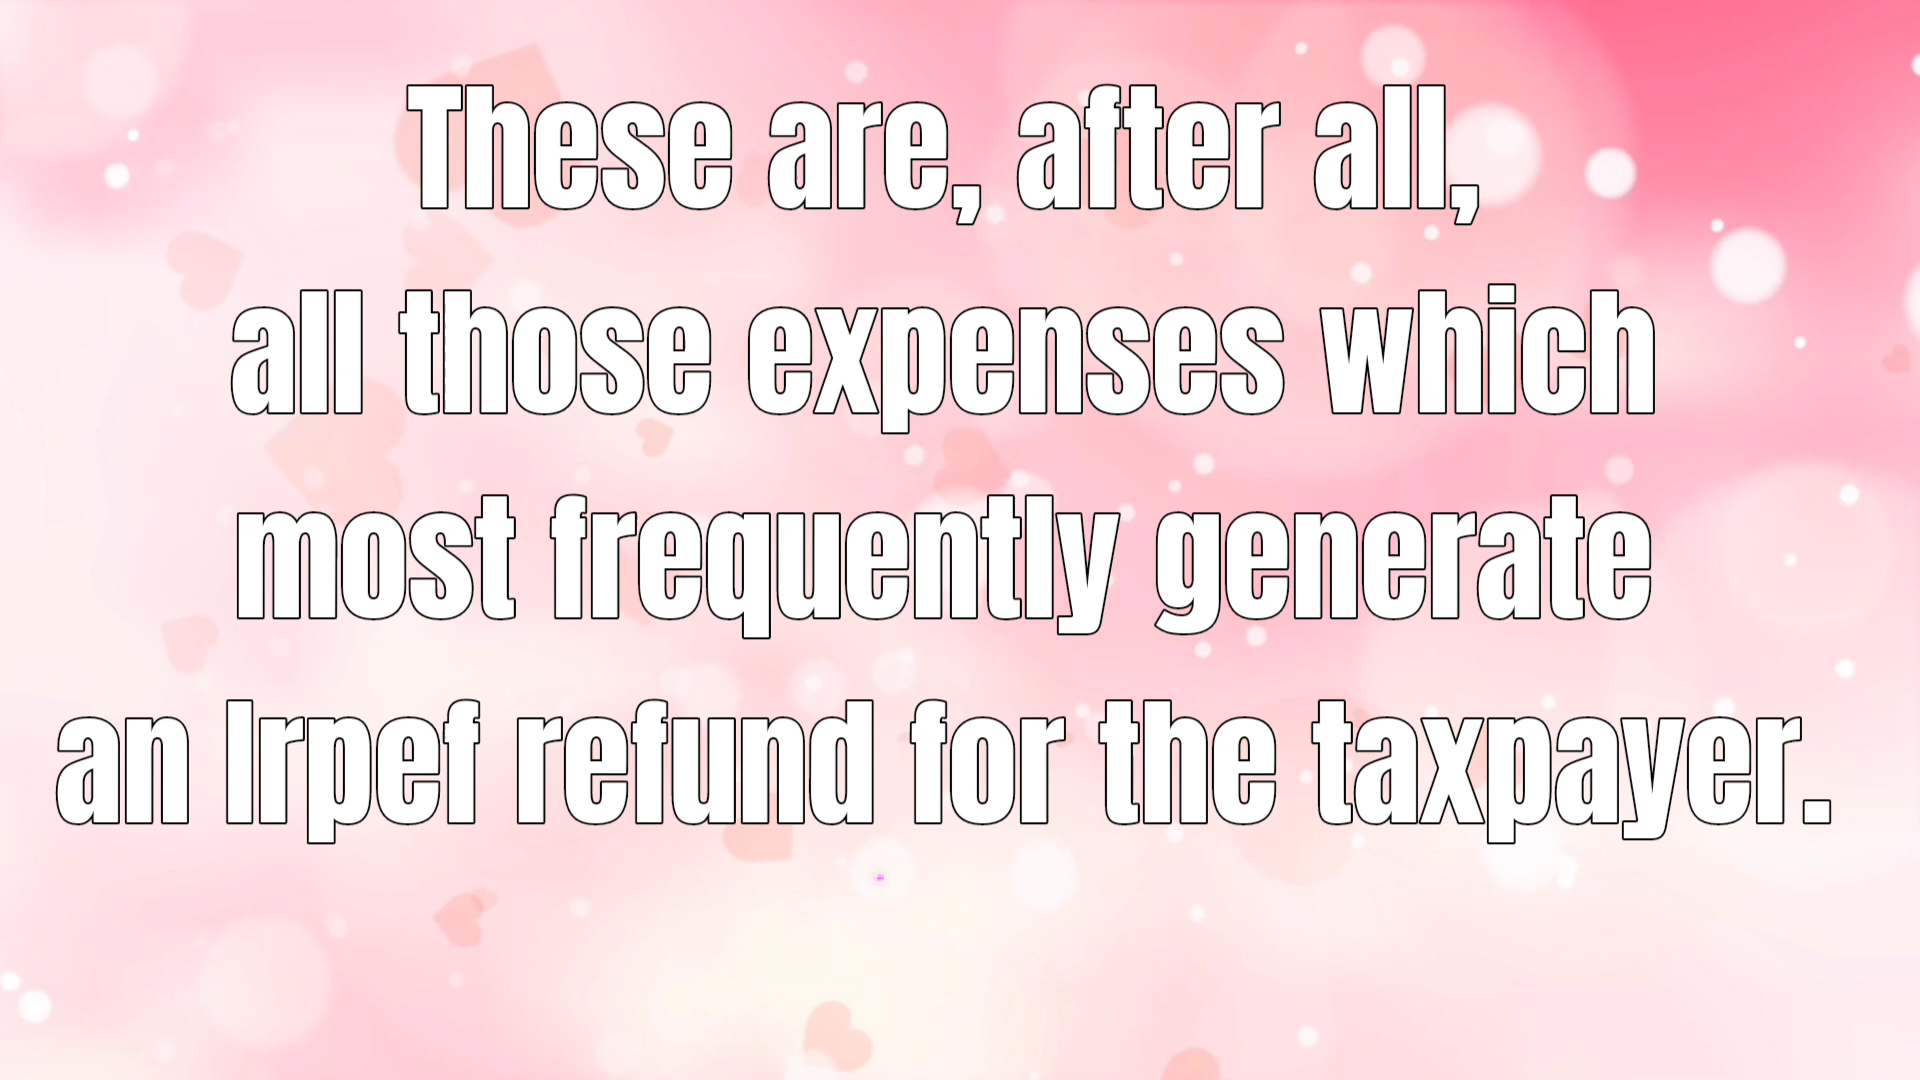 These are, after all,
all those expenses which
most frequently generate
an Irpef refund for the taxpayer.